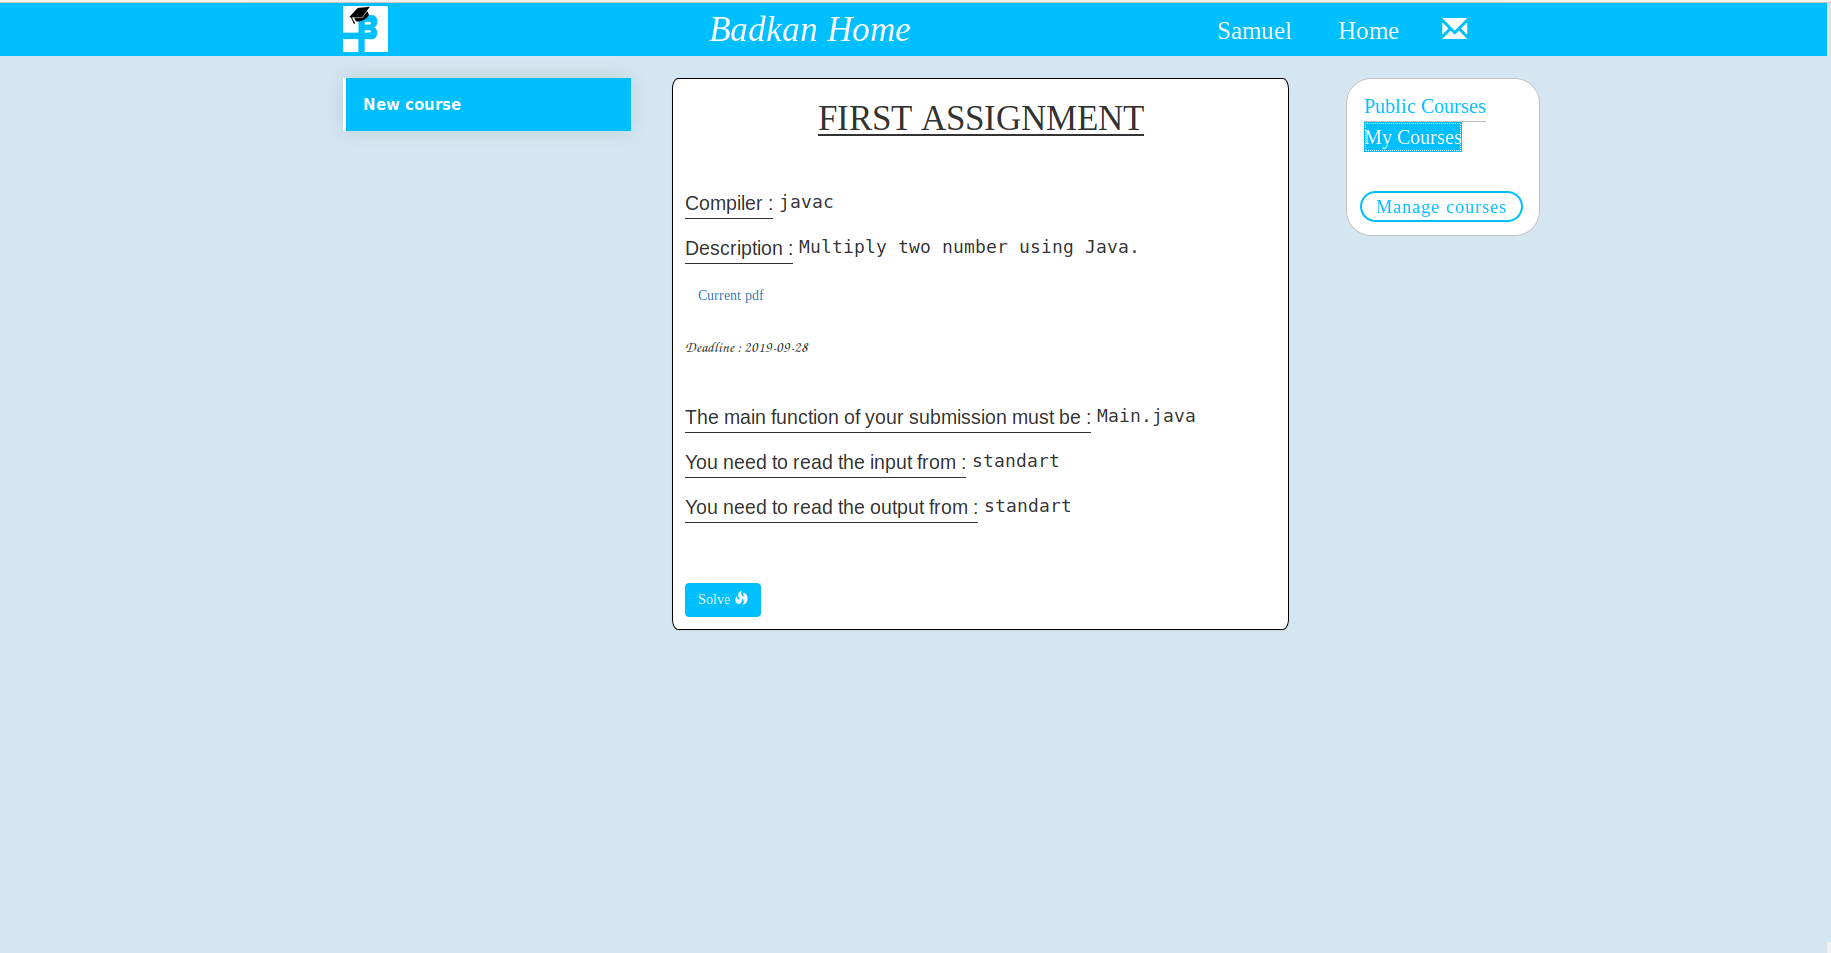 B
Badkan Home
Samuel
Home
New course
FIRST ASSIGNMENT
Compiler : javac
Description : Multiply two number using Java.
Current pdf
Deadline : 2019-09-28
The main function of your submission must be : Main.java
You need to read the input from : standart
You need to read the output from : standart
Solve
Public Courses
My Courses
Manage courses